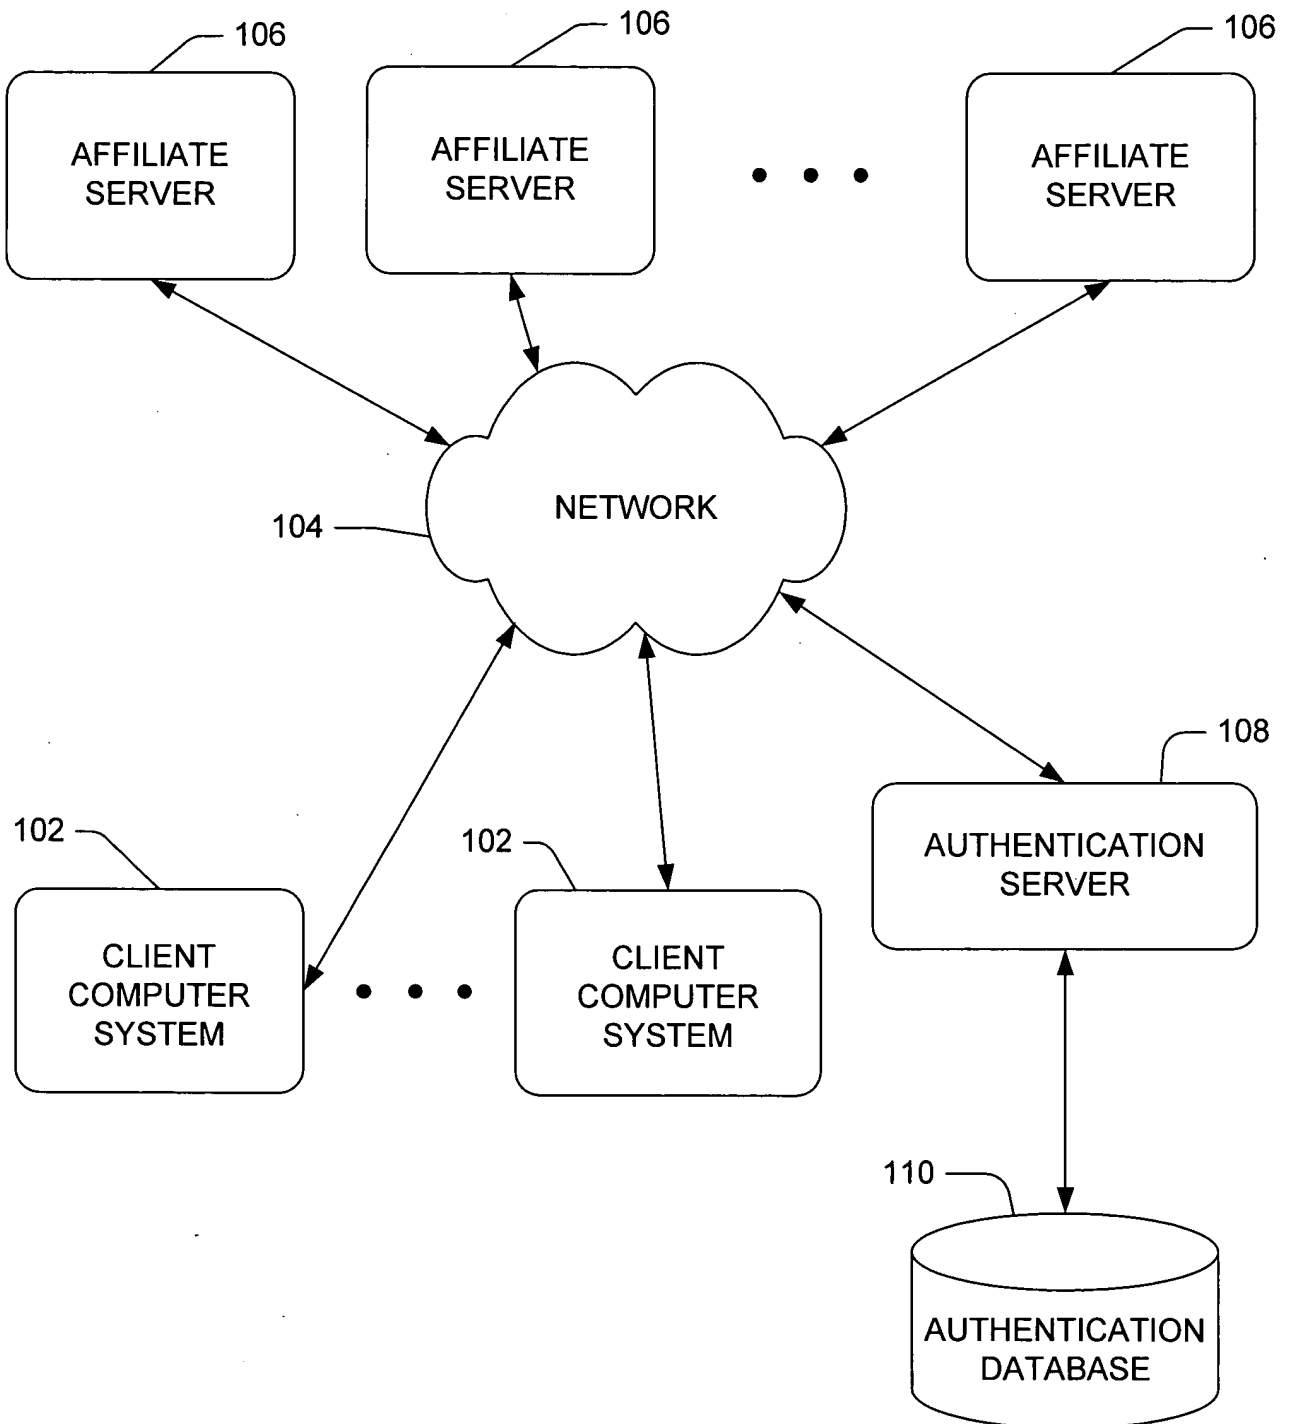 106
106
106
AFFILIATE
SERVER
AFFILIATE
SERVER
AFFILIATE
SERVER
NETWORK
104
108
AUTHENTICATION
SERVER
102
102
CLIENT
COMPUTER
SYSTEM
CLIENT
COMPUTER
SYSTEM
110
AUTHENTICATION
DATABASE